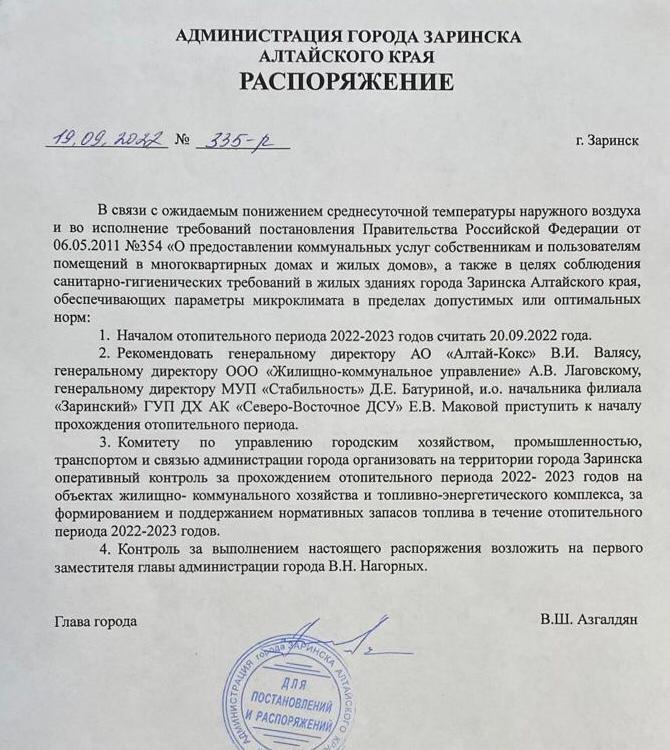 АДМИНИСТРАЦИЯ ГОРОДА ЗАРИНСКА
АЛТАЙСКОГО КРАЯ
РАСПОРЯЖЕНИЕ
19.09.2022 № 335-р г. Заринск
В связи с ожидаемым понижением среднесуточной температуры наружного воздуха
и во исполнение требований постановления Правительства Российской Федерации от
06.05.2011 №354 «О предоставлении коммунальных услуг собственникам и пользователям
помещений в многоквартирных домах и жилых домов», а также в целях соблюдения
санитарно-гигиенических требований в жилых зданиях города Заринска Алтайского края,
обеспечивающих параметры микроклимата в пределах допустимых или оптимальных
норм:
1. Началом отопительного периода 2022-2023 годов считать 20.09.2022 года.
2. Рекомендовать генеральному директору АО «Алтай-Кокс» В.И. Валясу,
генеральному директору ООО «Жилищно-коммунальное управление» А.В. Лаговскому,
генеральному директору МУП «Стабильность» Д.Е. Батуриной, и.о. начальника филиала
«Заринский» ГУП ДХ АК «Северо-Восточное ДСУ» Е.В. Маковой приступить к началу
прохождения отопительного периода.
3. Комитету по управлению городским хозяйством, промышленностью,
транспортом и связью администрации города организовать на территории города Заринска
оперативный контроль за прохождением отопительного периода 2022- 2023 годов на
объектах жилищно- коммунального хозяйства и топливно-энергетического комплекса, за
формированием и поддержанием нормативных запасов топлива в течение отопительного
периода 2022-2023 годов.
4. Контроль за выполнением настоящего распоряжения возложить на первого
заместителя главы администрации города В.Н. Нагорных.
Глава города В.Ш. Азгалдян
АДМИНИСТРАЦИЯ города ЗАРИНСКА АЛТАЙСКОГО
ДЛЯ
ПОСТАНОВЛЕНИЙ
И РАСПОРЯЖЕНИЙ